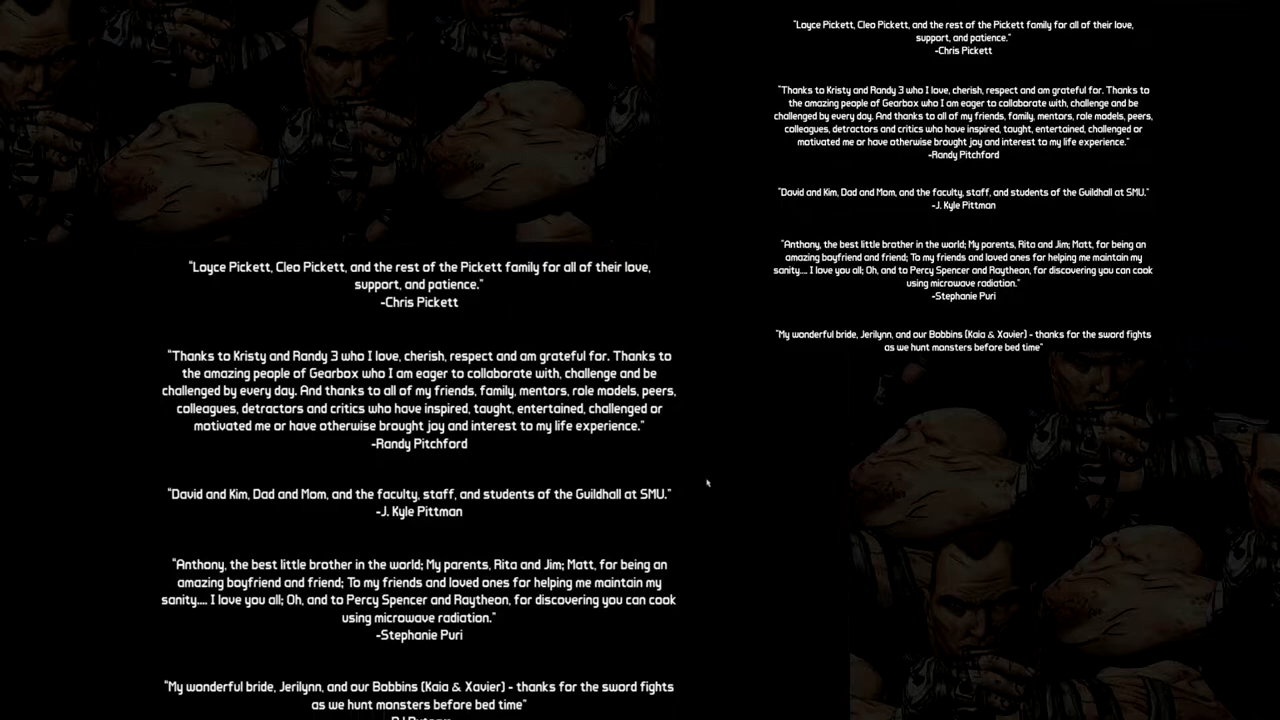 "Loyce Pickett, Cleo Pickett, and the rest of the Pickett family for all of their love,
support, and patience."
-Chris Pickett
"Thanks to Kristy and Randy 3 who I love, cherish, respect and am grateful for. Thanks to
the amazing people of Gearbox who I am eager to collaborate with, challenge and be
challenged by every day. And thanks to all of my friends, family, mentors, role models, peers,
colleagues, detractors and critics who have inspired, taught, entertained, challenged or
motivated me or have otherwise brought joy and interest to my life experience."
-Randy Pitchford
"David and Kim, Dad and Mom, and the faculty, staff, and students of the Guildhall at SMU."
-J. Kyle Pittman
"Anthony, the best little brother in the world; My parents, Rita and Jim; Matt, for being an
amazing boyfriend and friend; To my friends and loved ones for helping me maintain my
sanity.... I love you all; Oh, and to Percy Spencer and Raytheon, for discovering you can cook
using microwave radiation."
-Stephanie Puri
"My wonderful bride, Jerilynn, and our Bobbins (Kaia & Xavier) - thanks for the sword fights
as we hunt monsters before bed time"
"Loyce Pickett, Cleo Pickett, and the rest of the Pickett family for all of their love,
support, and patience."
-Chris Pickett
"Thanks to Kristy and Randy 3 who I love, cherish, respect and am grateful for. Thanks to
the amazing people of Gearbox who I am eager to collaborate with, challenge and be
challenged by every day. And thanks to all of my friends, family, mentors, role models, peers,
colleagues, detractors and critics who have inspired, taught, entertained, challenged or
motivated me or have otherwise brought joy and interest to my life experience."
-Randy Pitchford
"David and Kim, Dad and Mom, and the faculty, staff, and students of the Guildhall at SMU."
-J. Kyle Pittman
"Anthony, the best little brother in the world; My parents, Rita and Jim; Matt, for being an
amazing boyfriend and friend; To my friends and loved ones for helping me maintain my
sanity.... I love you all; Oh, and to Percy Spencer and Raytheon, for discovering you can cook
using microwave radiation."
-Stephanie Puri
"My wonderful bride, Jerilynn, and our Bobbins (Kaia & Xavier) - thanks for the sword fights
as we hunt monsters before bed time"